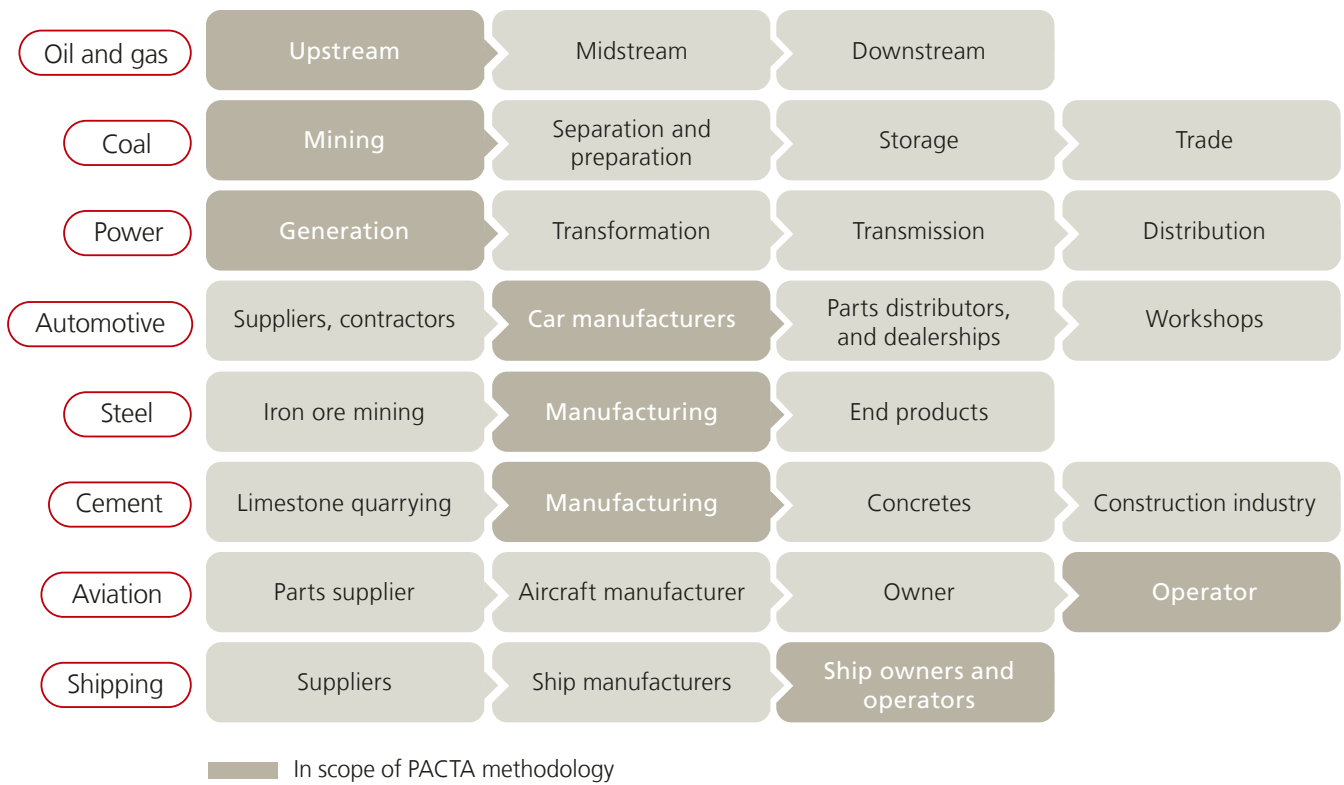 Oil and gas
Upstream
Midstream
Downstream
Coal
Mining
Separation and
preparation
Storage
Trade
Power
Generation
Transformation
Transmission
Distribution
Automotive
Suppliers, contractors
Car manufacturers
Parts distributors,
and dealerships
Workshops
Steel
Iron ore mining
Manufacturing
End products
Cement
Limestone quarrying
Manufacturing
Concretes
Construction industry
Aviation
Parts supplier
Aircraft manufacturer
Owner
Operator
Shipping
Suppliers
Ship manufacturers
Ship owners and
operators
In scope of PACTA methodology